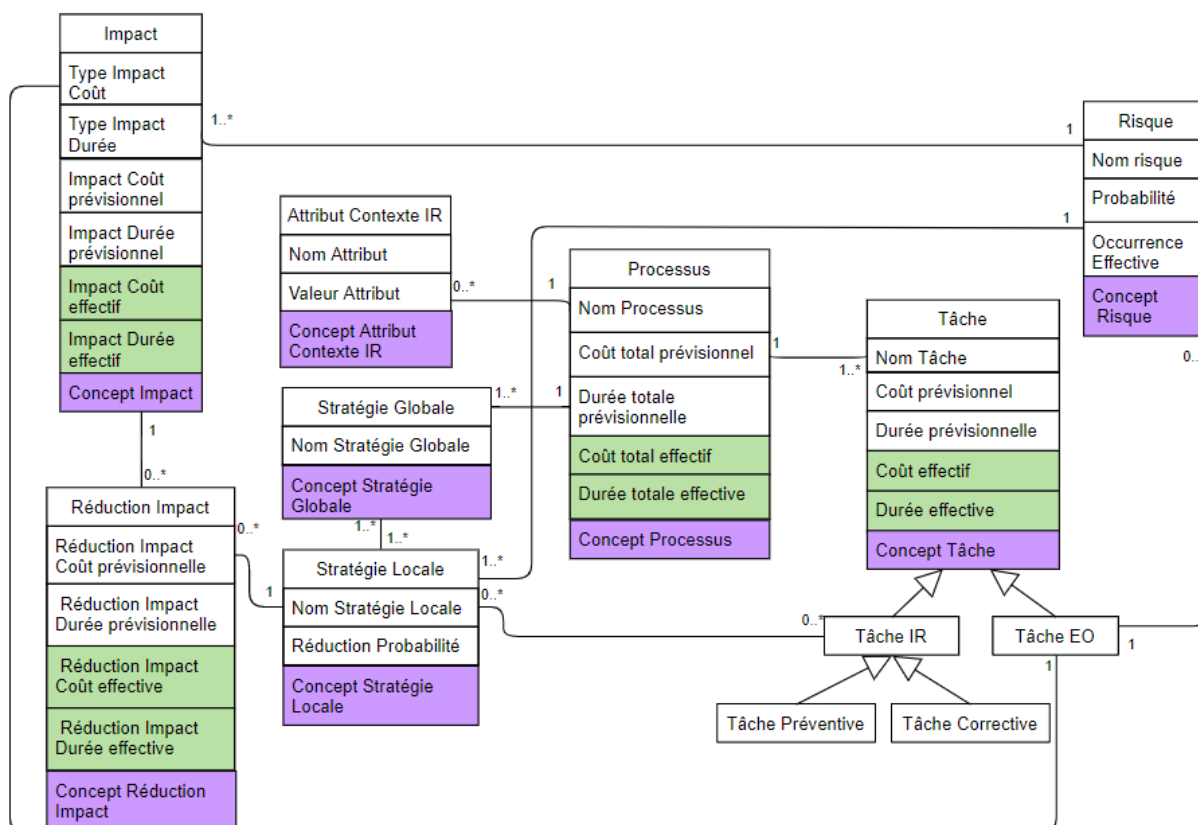 Impact
Type Impact
Coût
Type Impact
Durée
Impact Coût
prévisionnel
Impact Durée
prévisionnel
Impact Coût
effectif
Impact Durée
effectif
Concept Impact
1..*
1
Risque
Nom risque
Probabilité
Occurrence
Effective
Concept
Risque
1
0..
Attribut Contexte IR
Nom Attribut
Valeur Attribut
Concept Attribut
Contexte IR
0..*
1
Processus
Nom Processus
Coût total prévisionnel
Durée totale
prévisionnelle
Coût total effectif
Durée totale effective
Concept Processus
1
1..*
Tâche
Nom Tâche
Coût prévisionnel
Durée prévisionnelle
Coût effectif
Durée effective
Concept Tâche
Stratégie Globale
Nom Stratégie Globale
Concept Stratégie
Globale
1..*
1
1..*
1..*
1
0..*
Réduction Impact
Réduction Impact
Coût prévisionnelle
Réduction Impact
Durée prévisionnelle
Réduction Impact
Coût effective
Réduction Impact
Durée effective
Concept Réduction
Impact
0..*
1
Stratégie Locale
Nom Stratégie Locale
Réduction Probabilité
Concept Stratégie
Locale
1..*
0..*
0..*
Tâche IR
Tâche EO
1
1
Tâche Préventive
Tâche Corrective